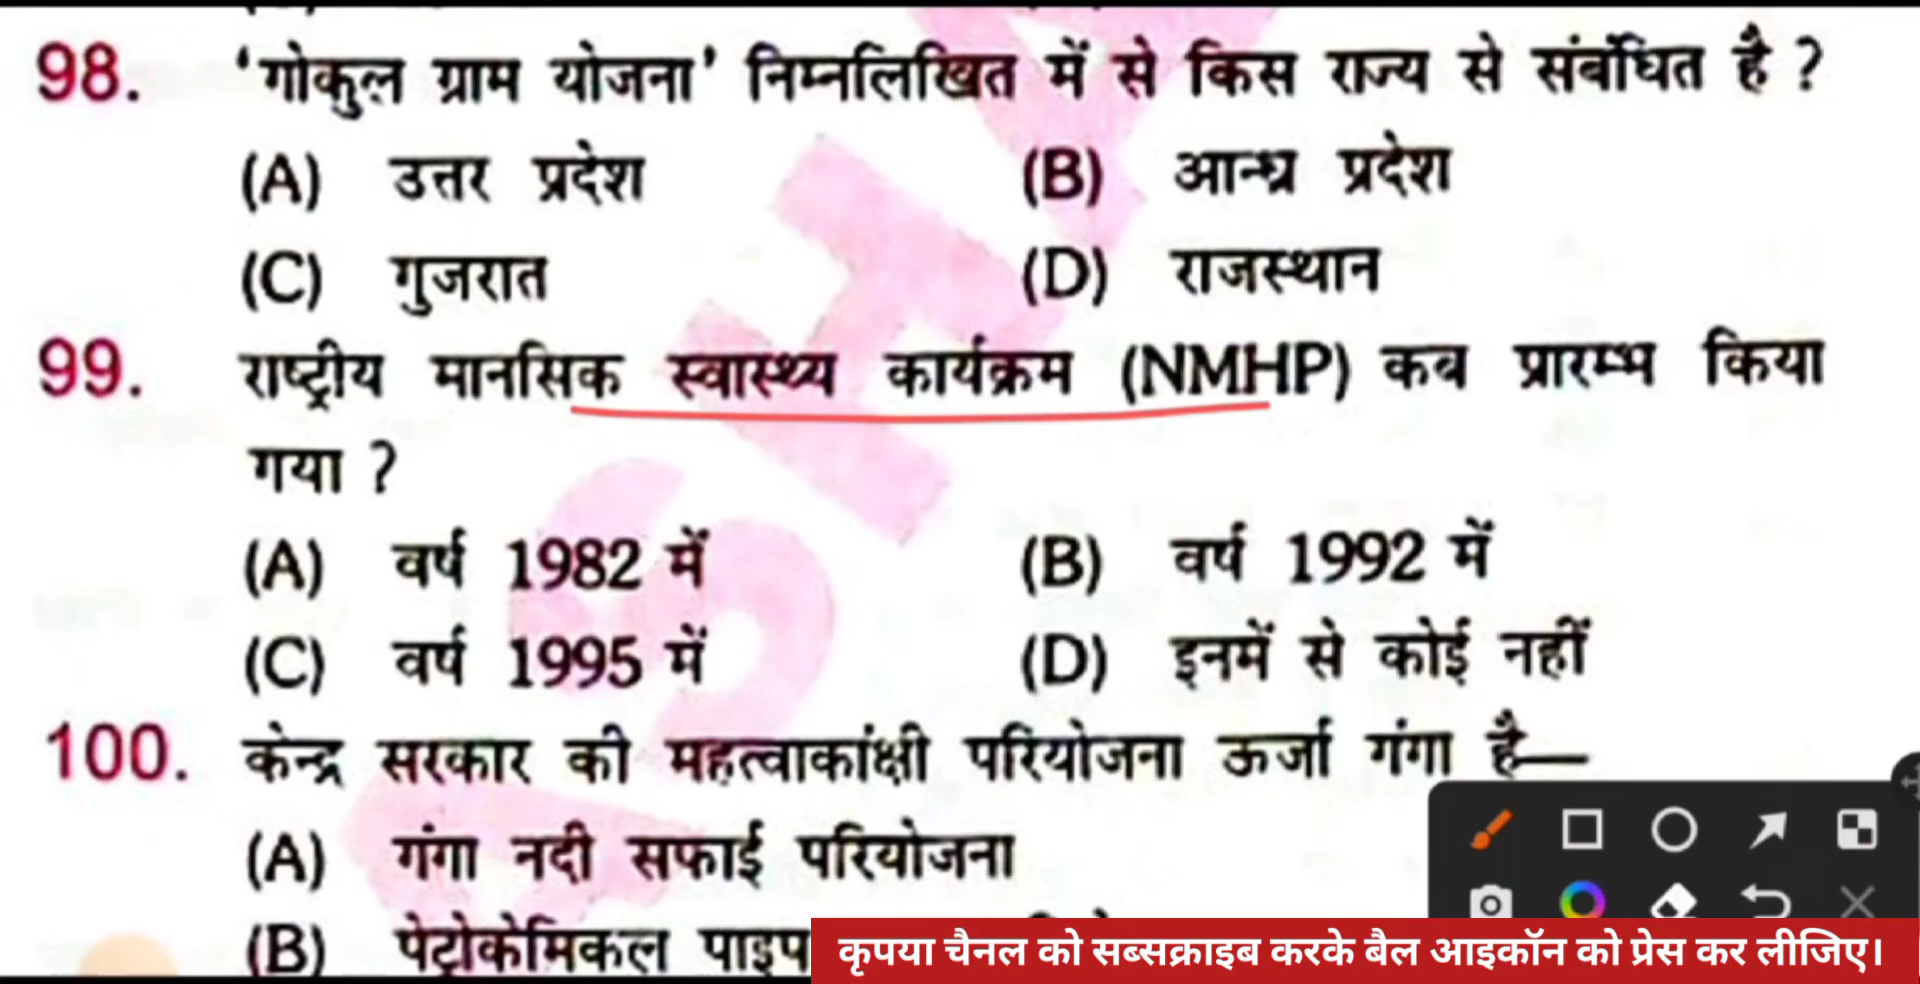 98. ‘गोकुल ग्राम योजना’ निम्नलिखित में से किस राज्य से संबंधित है ?
(A) उत्तर प्रदेश (B) आन्ध्र प्रदेश
(C) गुजरात (D) राजस्थान
99. राष्ट्रीय मानसिक स्वास्थ्य कार्यक्रम (NMHP) कब प्रारम्भ किया
गया ?
(A) वर्ष 1982 में (B) वर्ष 1992 में
(C) वर्ष 1995 में (D) इनमें से कोई नहीं
100. केन्द्र सरकार की महत्वाकांक्षी परियोजना ऊर्जा गंगा है—
(A) गंगा नदी सफाई परियोजना
(B) पेट्रोकेमिकल पाइप
कृपया चैनल को सब्सक्राइब करके बैल आइकॉन को प्रेस कर लीजिए।